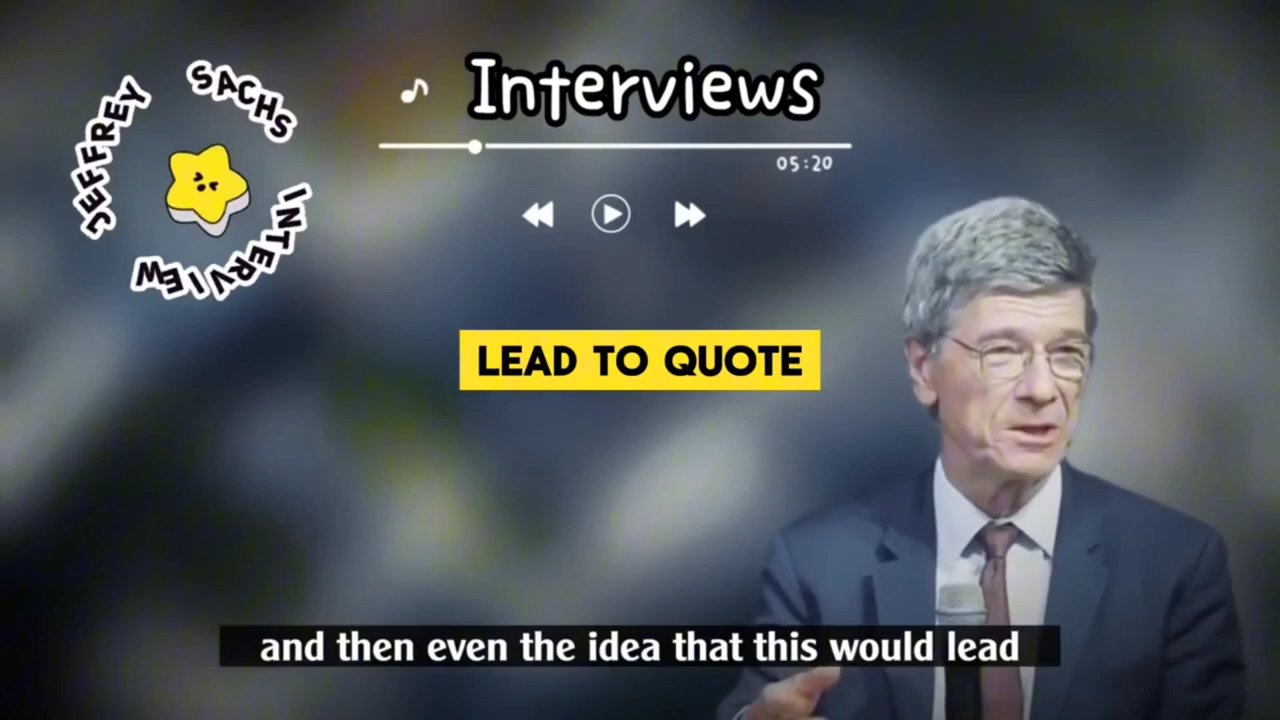 JEFFREY SACHS INTERVIEW
Interviews
05:20
LEAD TO QUOTE
and then even the idea that this would lead